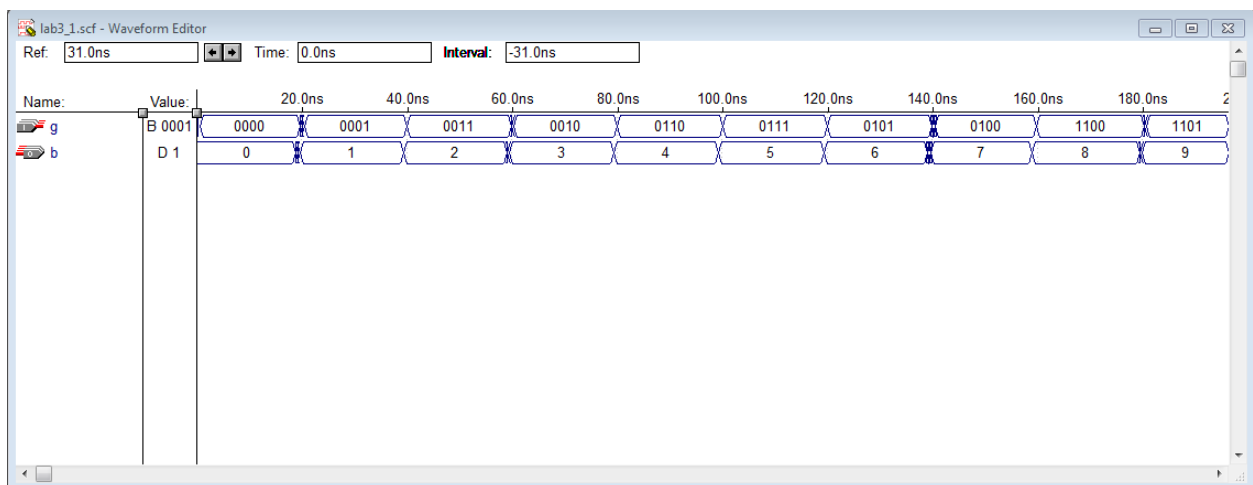 lab3_1.scf - Waveform Editor
Ref: 31.0ns Time: 0.0ns Interval: -31.0ns
Name: Value: 20.0ns 40.0ns 60.0ns 80.0ns 100.0ns 120.0ns 140.0ns 160.0ns 180.0ns 2
g B 0001 0000 0001 0011 0010 0110 0111 0101 0100 1100 1101
b D 1 0 1 2 3 4 5 6 7 8 9